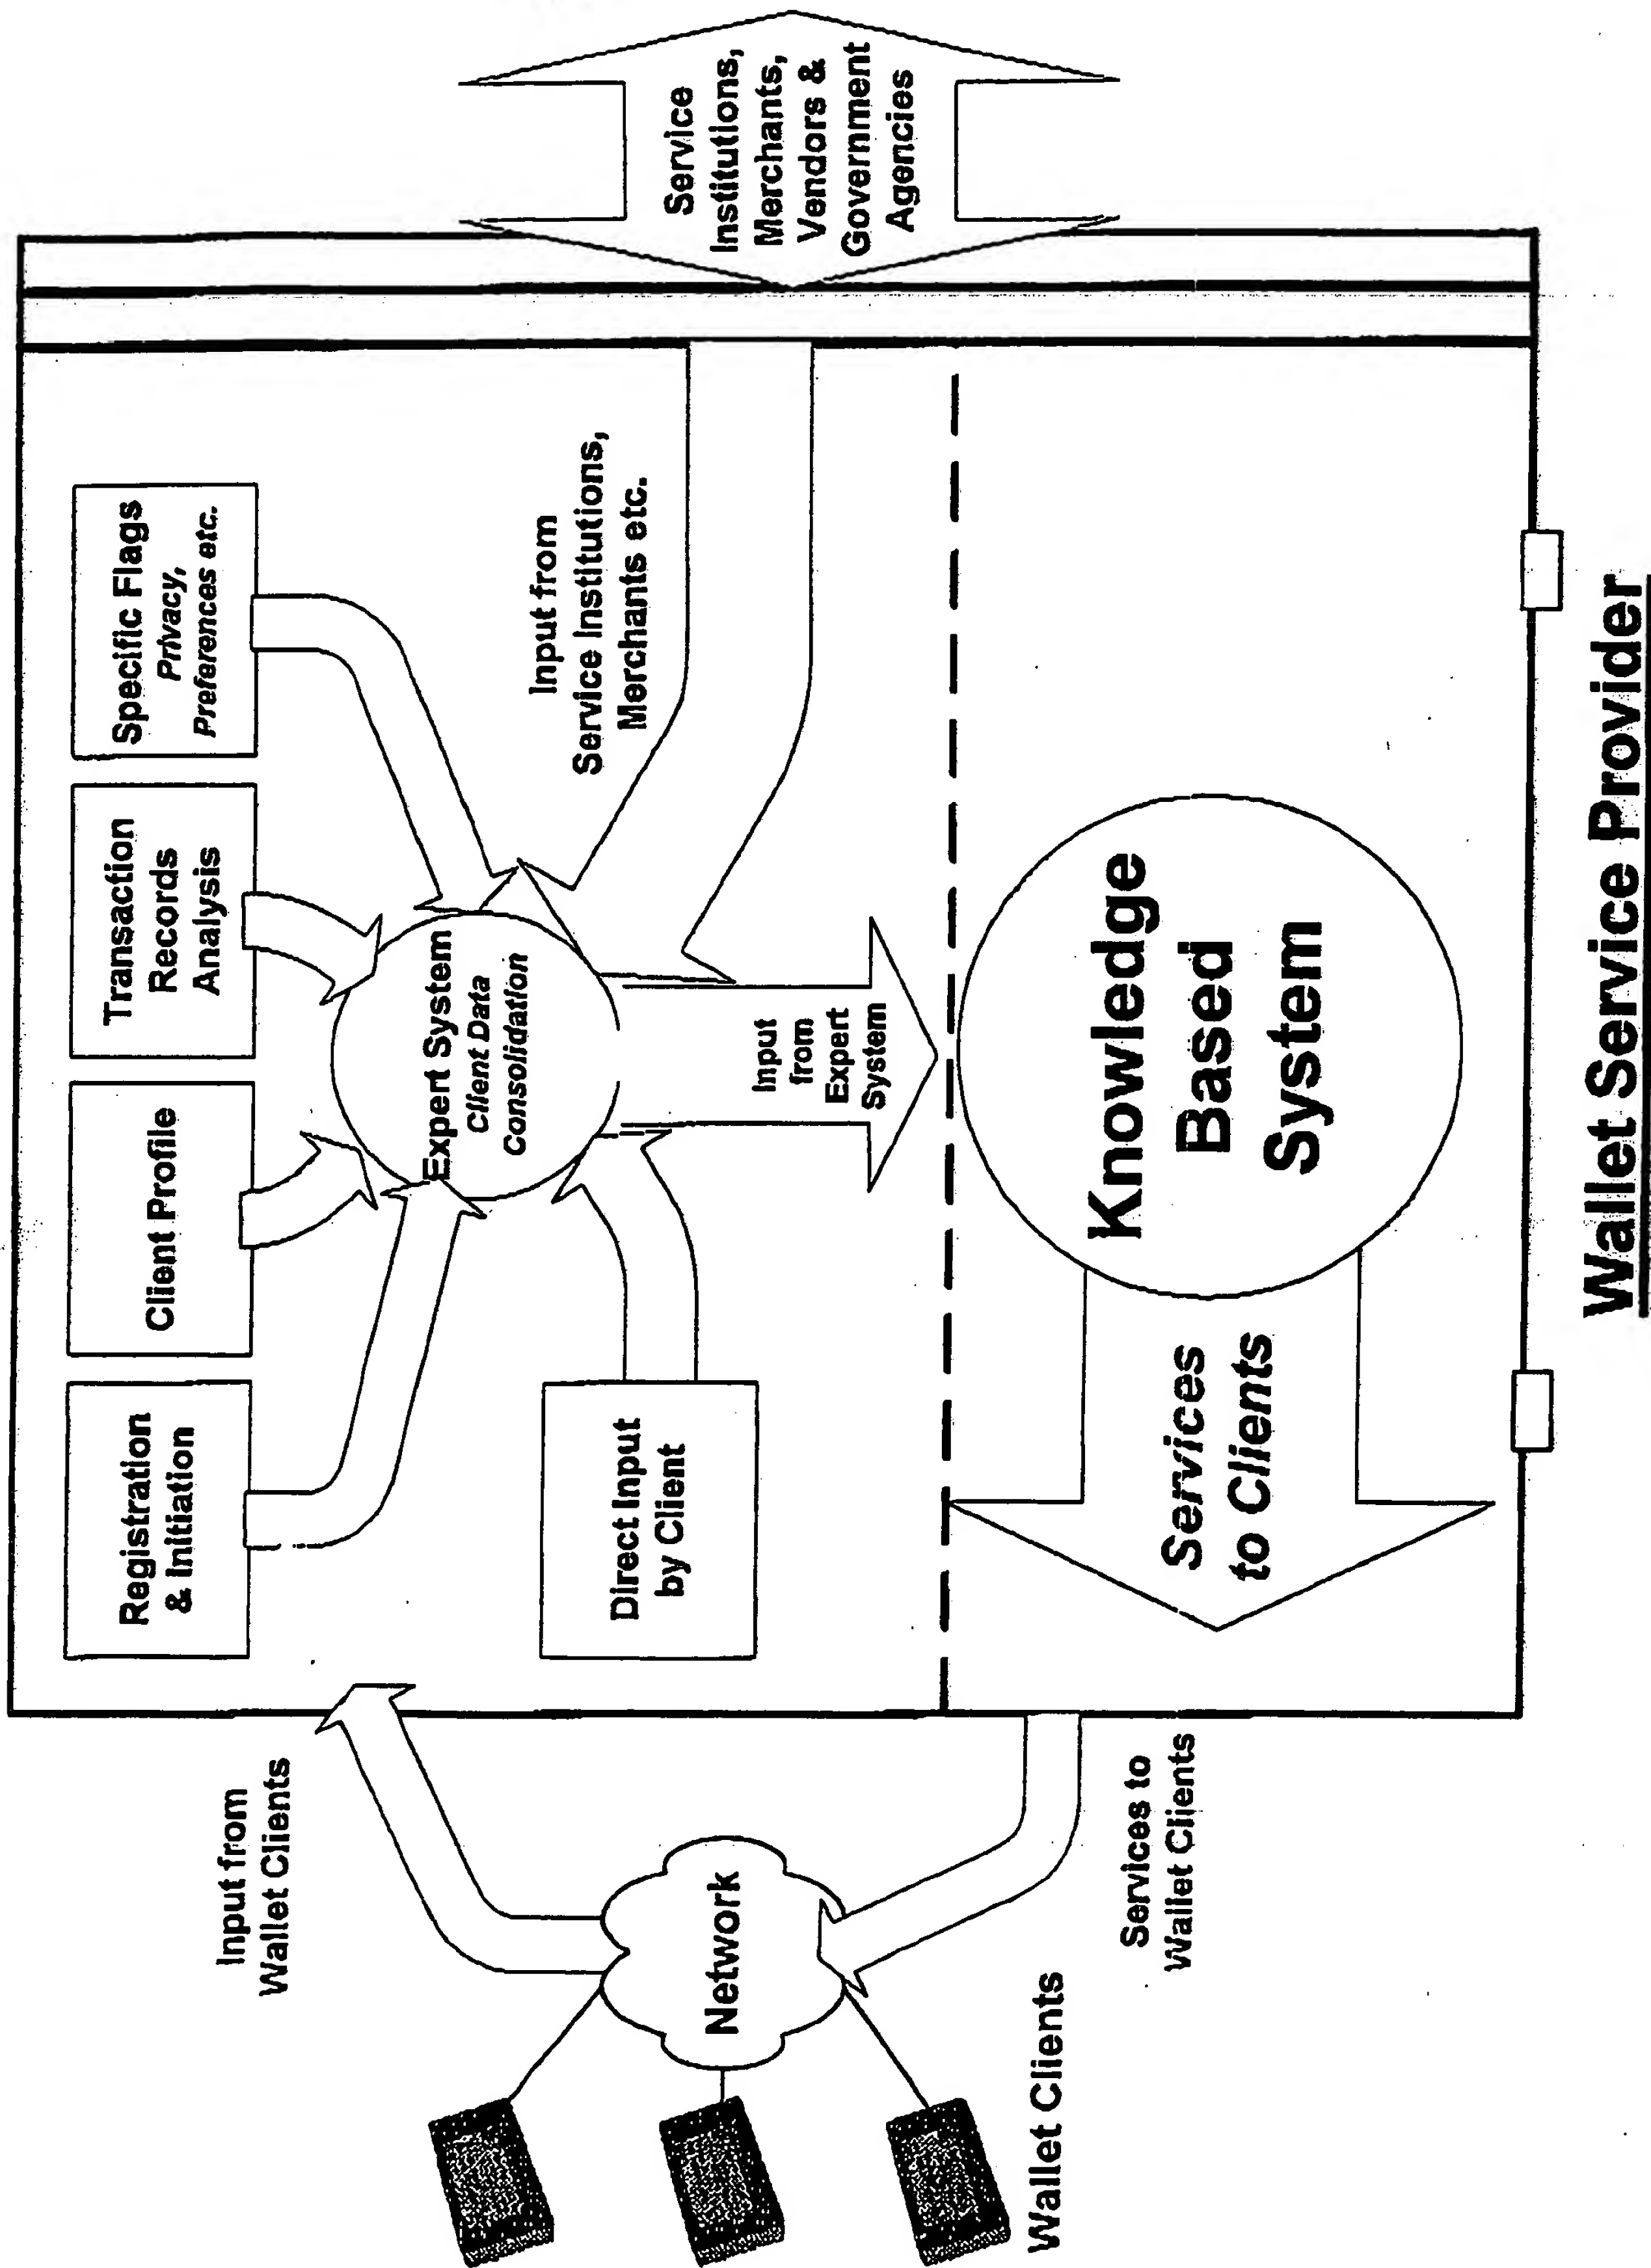 Registration
& Initiation
Client Profile
Transaction
Records
Analysis
Specific Flags
Privacy,
Preferences etc.
Input from
Wallet Clients
Expert System
Client Data
Consolidation
Input from
Service Institutions,
Merchants etc.
Service
Institutions,
Merchants,
Vendors &
Government
Agencies
Direct Input
by Client
Input
from
Expert
System
Network
Wallet Clients
Services to
Wallet Clients
Services
to Clients
Knowledge
Based
System
Wallet Service Provider